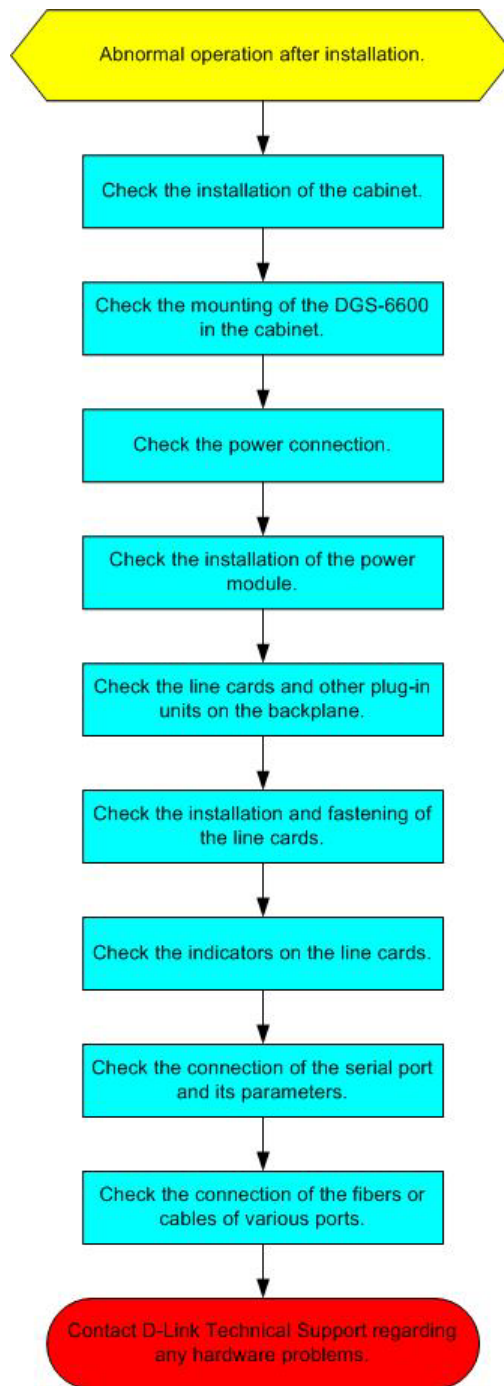 Abnormal operation after installation.
Check the installation of the cabinet.
Check the mounting of the DGS-6600
in the cabinet.
Check the power connection.
Check the installation of the power
module.
Check the line cards and other plug-in
units on the backplane.
Check the installation and fastening of
the line cards.
Check the indicators on the line cards.
Check the connection of the serial port
and its parameters.
Check the connection of the fibers or
cables of various ports.
Contact D-Link Technical Support regarding
any hardware problems.